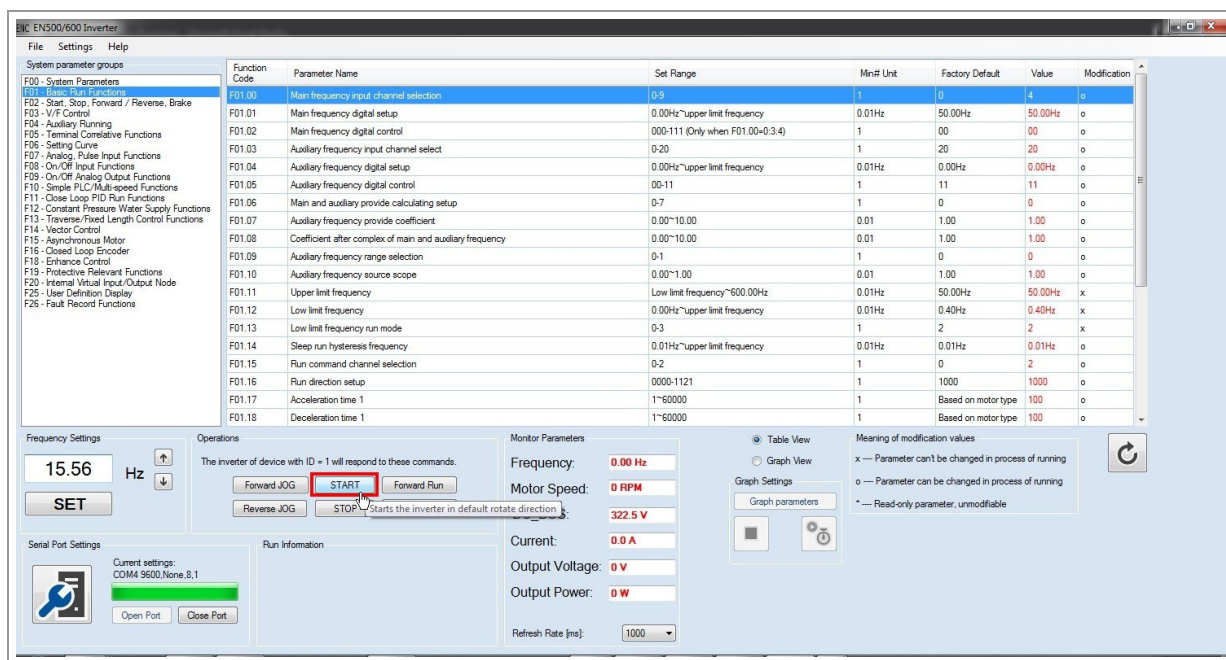 ENC EN500/600 Inverter
File Settings Help
System parameter groups
F00 - System Parameters
F01 - Basic Run Functions
F02 - Start, Stop, Forward / Reverse, Brake
F03 - V/F Control
F04 - Auxiliary Running
F05 - Terminal Correlative Functions
F06 - Setting Curve
F07 - Analog, Pulse Input Functions
F08 - On/Off Input Functions
F09 - On/Off Analog Output Functions
F10 - Simple PLC/Multi-speed Functions
F11 - Close Loop PID Run Functions
F12 - Constant Pressure Water Supply Functions
F13 - Traverse/Fixed Length Control Functions
F14 - Vector Control
F15 - Asynchronous Motor
F16 - Closed Loop Encoder
F18 - Enhance Control
F19 - Protective Relevant Functions
F20 - Internal Virtual Input/Output Node
F25 - User Definition Display
F26 - Fault Record Functions
Function Code Parameter Name Set Range Min# Unit Factory Default Value Modification
F01.00 Main frequency input channel selection 0-9 1 0 4 o
F01.01 Main frequency digital setup 0.00Hz~upper limit frequency 0.01Hz 50.00Hz 50.00Hz o
F01.02 Main frequency digital control 000-111 (Only when F01.00=0:3:4) 1 00 00 o
F01.03 Auxiliary frequency input channel select 0-20 1 20 20 o
F01.04 Auxiliary frequency digital setup 0.00Hz~upper limit frequency 0.01Hz 0.00Hz 0.00Hz o
F01.05 Auxiliary frequency digital control 00-11 1 11 11 o
F01.06 Main and auxiliary provide calculating setup 0-7 1 0 0 o
F01.07 Auxiliary frequency provide coefficient 0.00~10.00 0.01 1.00 1.00 o
F01.08 Coefficient after complex of main and auxiliary frequency 0.00~10.00 0.01 1.00 1.00 o
F01.09 Auxiliary frequency range selection 0-1 1 0 0 o
F01.10 Auxiliary frequency source scope 0.00~1.00 0.01 1.00 1.00 o
F01.11 Upper limit frequency Low limit frequency~600.00Hz 0.01Hz 50.00Hz 50.00Hz x
F01.12 Low limit frequency 0.00Hz~upper limit frequency 0.01Hz 0.40Hz 0.40Hz x
F01.13 Low limit frequency run mode 0-3 1 2 2 x
F01.14 Sleep run hysteresis frequency 0.01Hz~upper limit frequency 0.01Hz 0.01Hz 0.01Hz o
F01.15 Run command channel selection 0-2 1 0 2 o
F01.16 Run direction setup 0000-1121 1 1000 1000 o
F01.17 Acceleration time 1 1~60000 1 Based on motor type 100 o
F01.18 Deceleration time 1 1~60000 1 Based on motor type 100 o
Frequency Settings
15.56 Hz
SET
Operations
The inverter of device with ID = 1 will respond to these commands.
Forward JOG START Forward Run
Reverse JOG STOP
Starts the inverter in default rotate direction
Serial Port Settings
Current settings:
COM4 9600,None,8,1
Open Port Close Port
Run Information
Monitor Parameters
Frequency: 0.00 Hz
Motor Speed: 0 RPM
322.5 V
Current: 0.0 A
Output Voltage: 0 V
Output Power: 0 W
Refresh Rate [ms]: 1000
Table View
Graph View
Graph Settings
Graph parameters
Meaning of modification values
x --- Parameter can't be changed in process of running
o --- Parameter can be changed in process of running
* --- Read-only parameter, unmodifiable